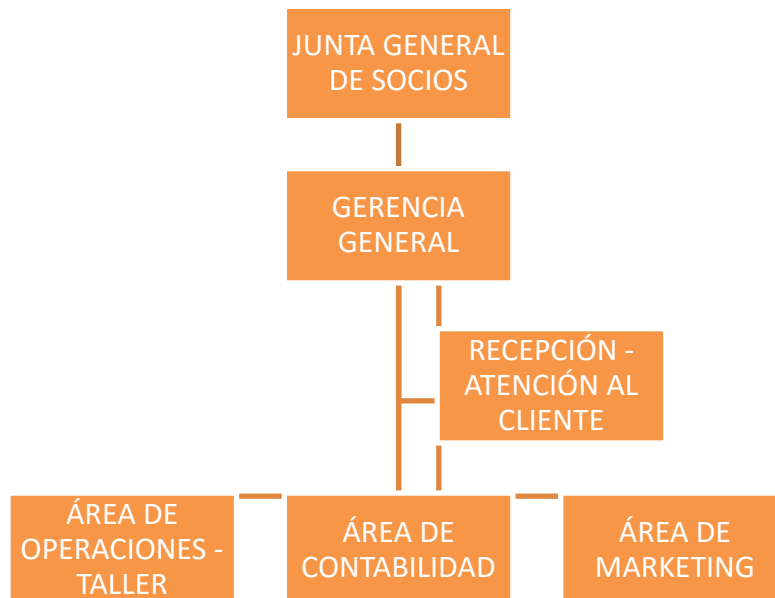 JUNTA GENERAL
DE SOCIOS
GERENCIA
GENERAL
RECEPCIÓN -
ATENCIÓN AL
CLIENTE
ÁREA DE
OPERACIONES -
TALLER
ÁREA DE
CONTABILIDAD
ÁREA DE
MARKETING